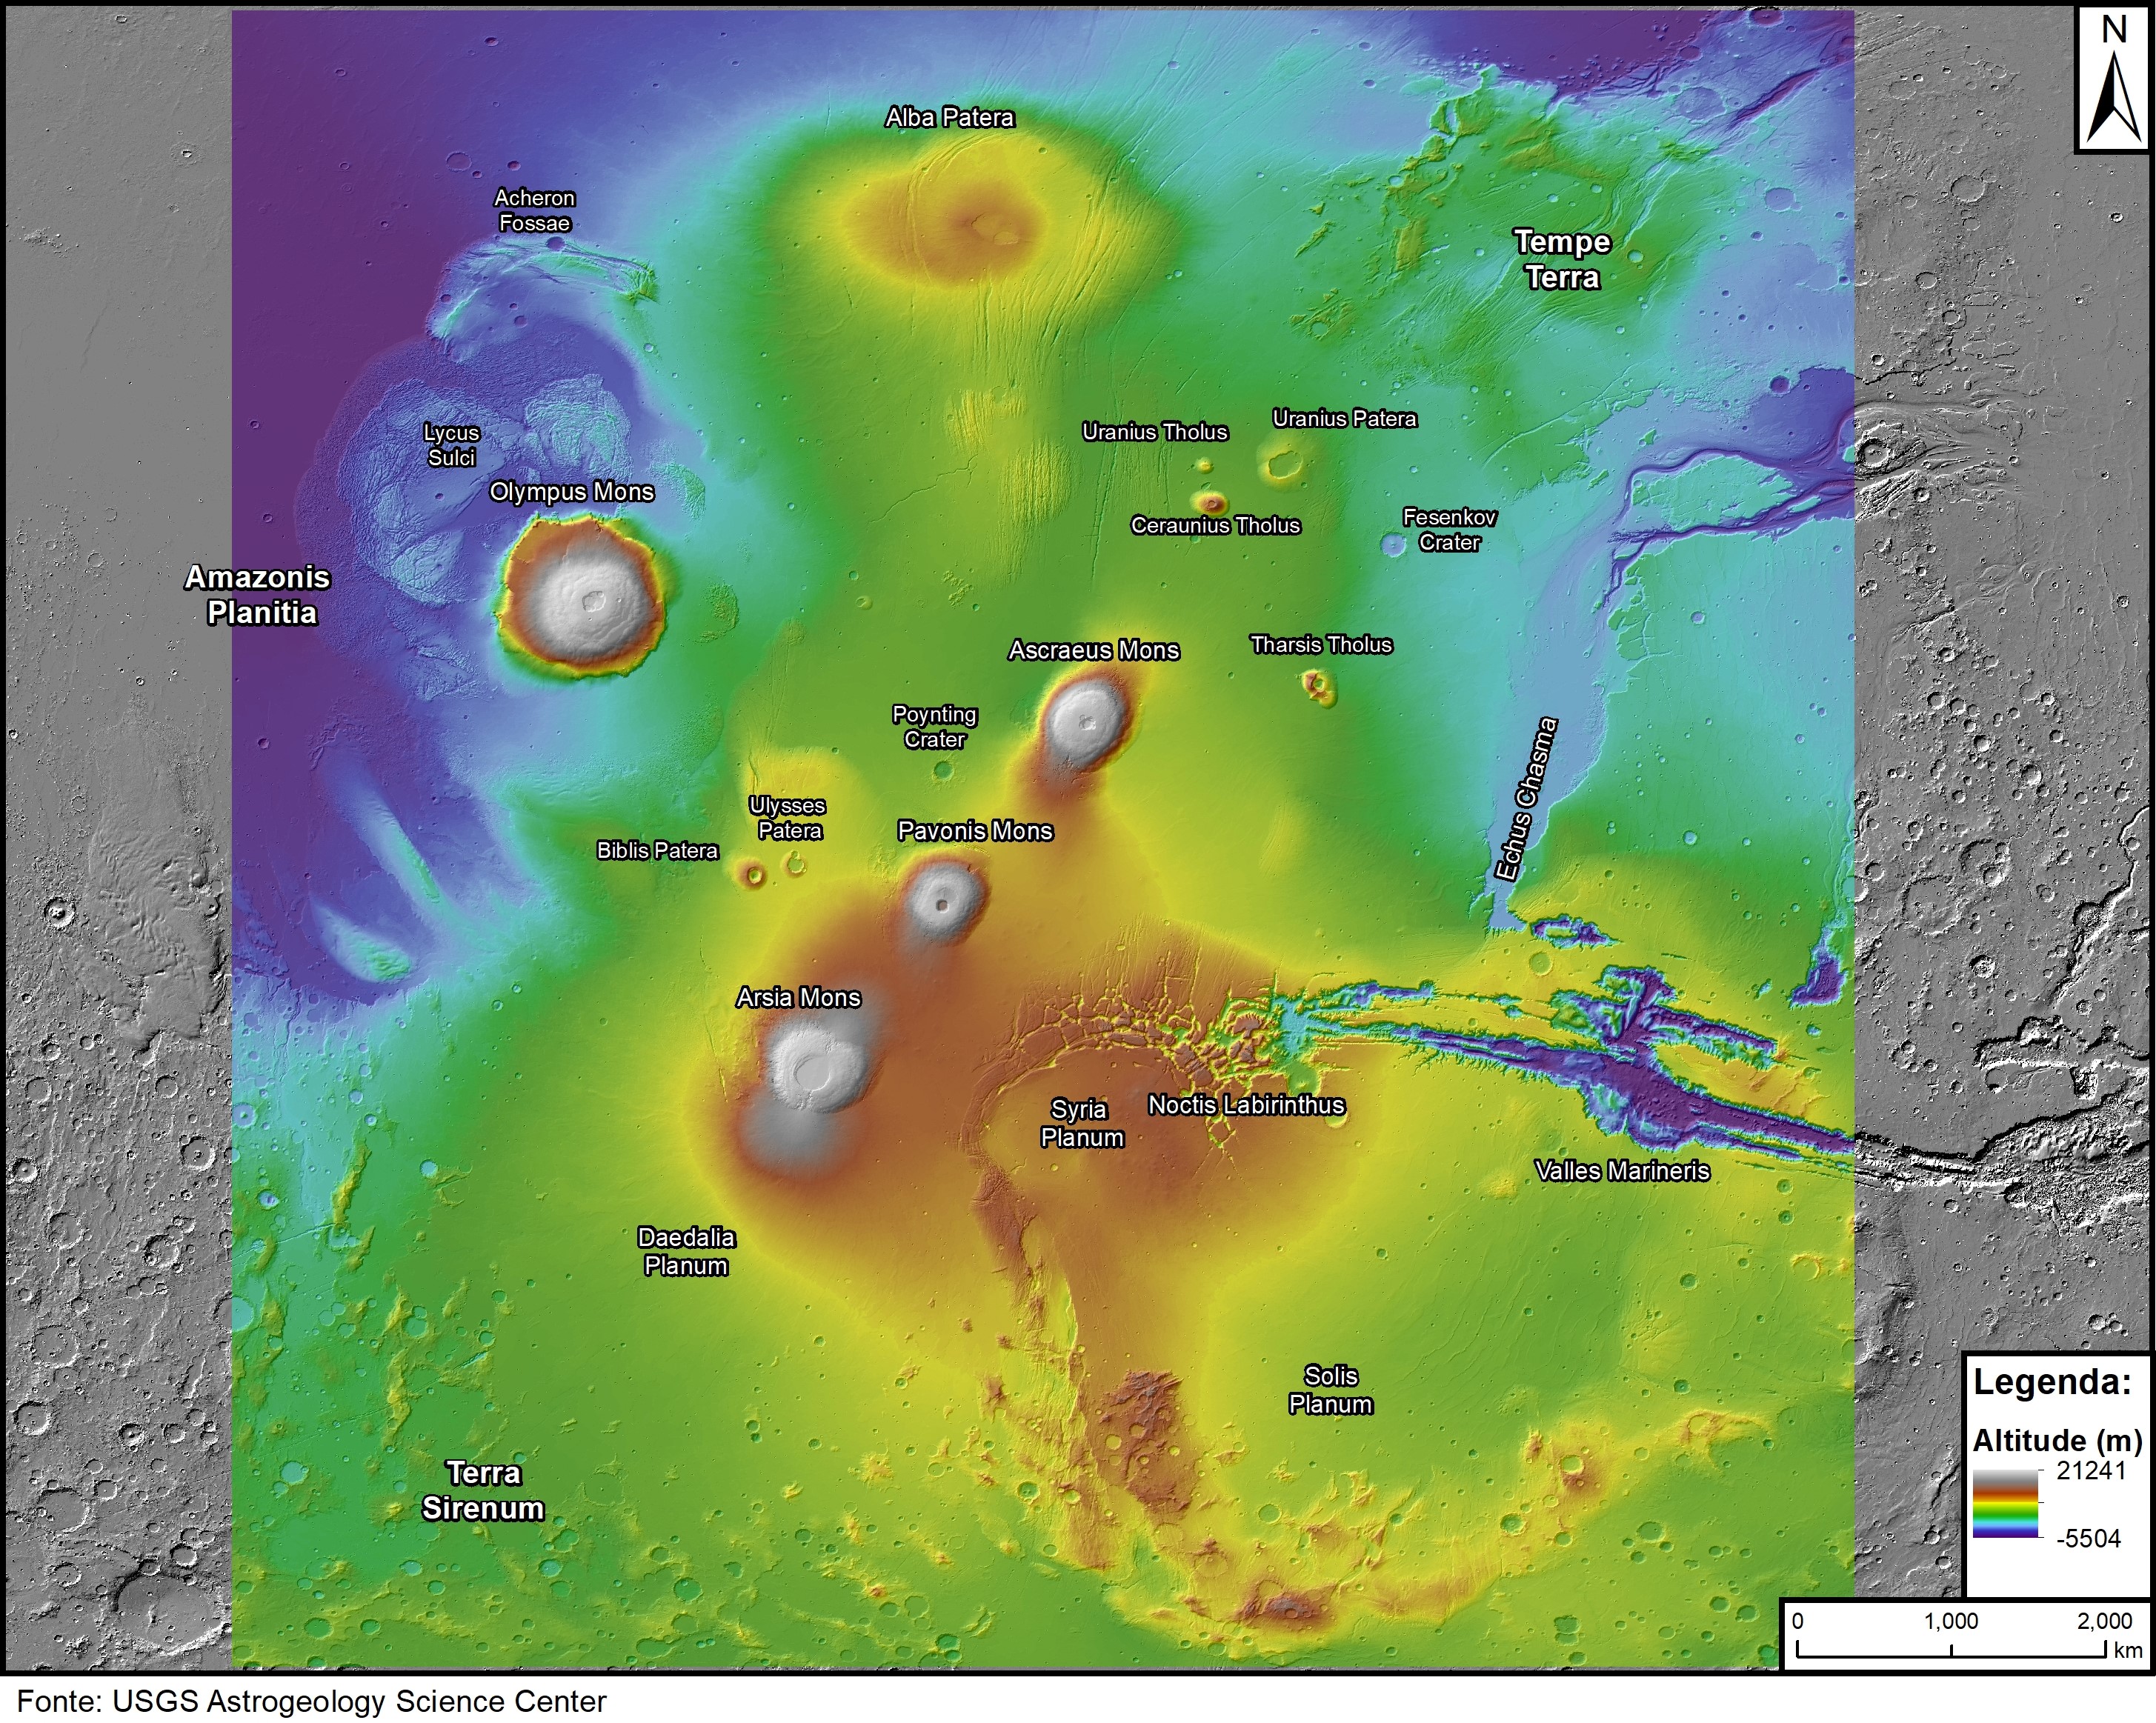 N
Alba Patera
Acheron
Fossae
Tempe
Terra
Uranius Patera
Uranius Tholus
Lycus
Sulci
Olympus Mons
Ceraunius Tholus
Fesenkov
Crater
Amazonis
Planitia
Ascraeus Mons
Tharsis Tholus
Poynting
Crater
Echus Chasma
Ulysses
Patera
Pavonis Mons
Biblis Patera
Arsia Mons
Syria
Planum
Noctis Labirinthus
Valles Marineris
Daedalia
Planum
Solis
Planum
Terra
Sirenum
Legenda:
Altitude (m)
21241
-5504
0 1,000 2,000
km
Fonte: USGS Astrogeology Science Center